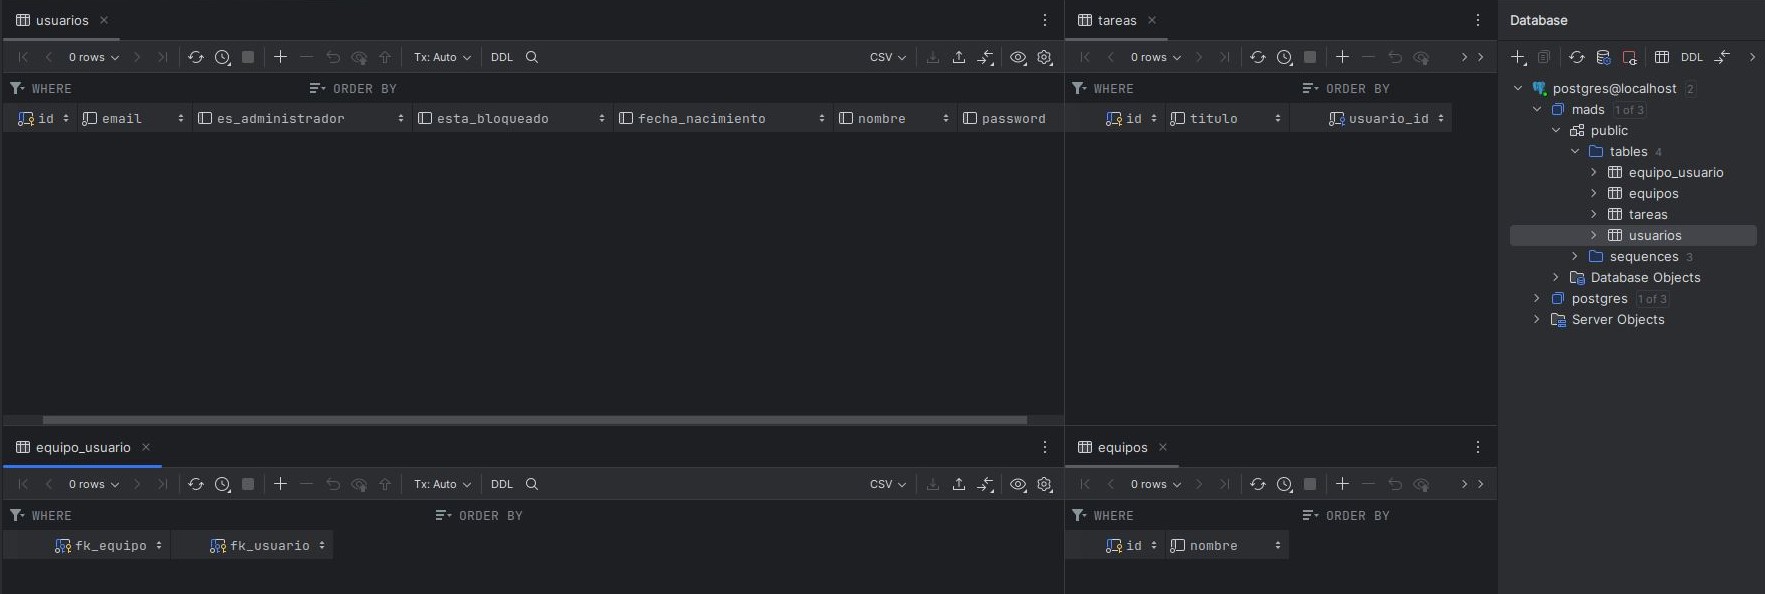 usuarios
0 rows
Tx: Auto
DDL
CSV
WHERE
ORDER BY
id
email
es_administrador
esta_bloqueado
fecha_nacimiento
nombre
password
tareas
0 rows
WHERE
ORDER BY
id
titulo
usuario_id
equipo_usuario
0 rows
Tx: Auto
DDL
CSV
WHERE
ORDER BY
fk_equipo
fk_usuario
equipos
0 rows
WHERE
ORDER BY
id
nombre
Database
DDL
postgres@localhost 2
mads 1 of 3
public
tables 4
equipo_usuario
equipos
tareas
usuarios
sequences 3
Database Objects
postgres 1 of 3
Server Objects